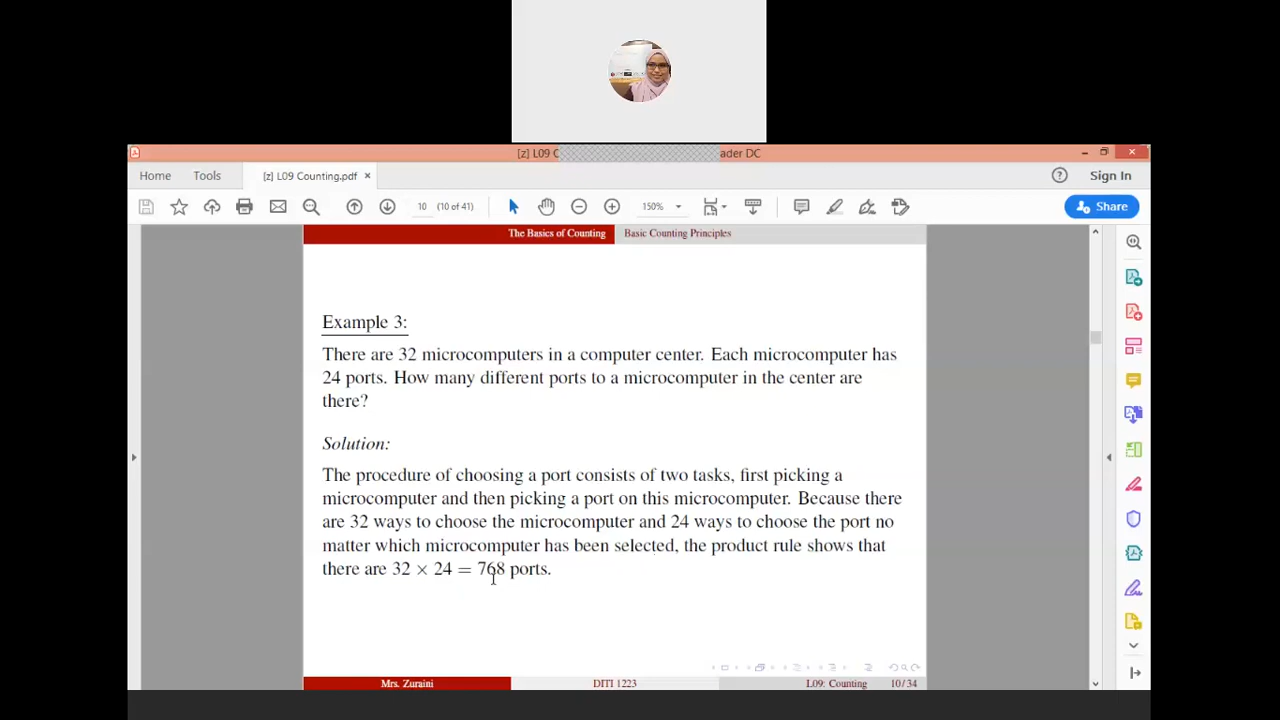 [z] L09 C ader DC
Home Tools [z] L09 Counting.pdf × Sign In
10 (10 of 41) 150% Share
The Basics of Counting Basic Counting Principles
Example 3:
There are 32 microcomputers in a computer center. Each microcomputer has
24 ports. How many different ports to a microcomputer in the center are
there?
Solution:
The procedure of choosing a port consists of two tasks, first picking a
microcomputer and then picking a port on this microcomputer. Because there
are 32 ways to choose the microcomputer and 24 ways to choose the port no
matter which microcomputer has been selected, the product rule shows that
there are 32 × 24 = 768 ports.
Mrs. Zuraini DITI 1223 L09: Counting 10/34